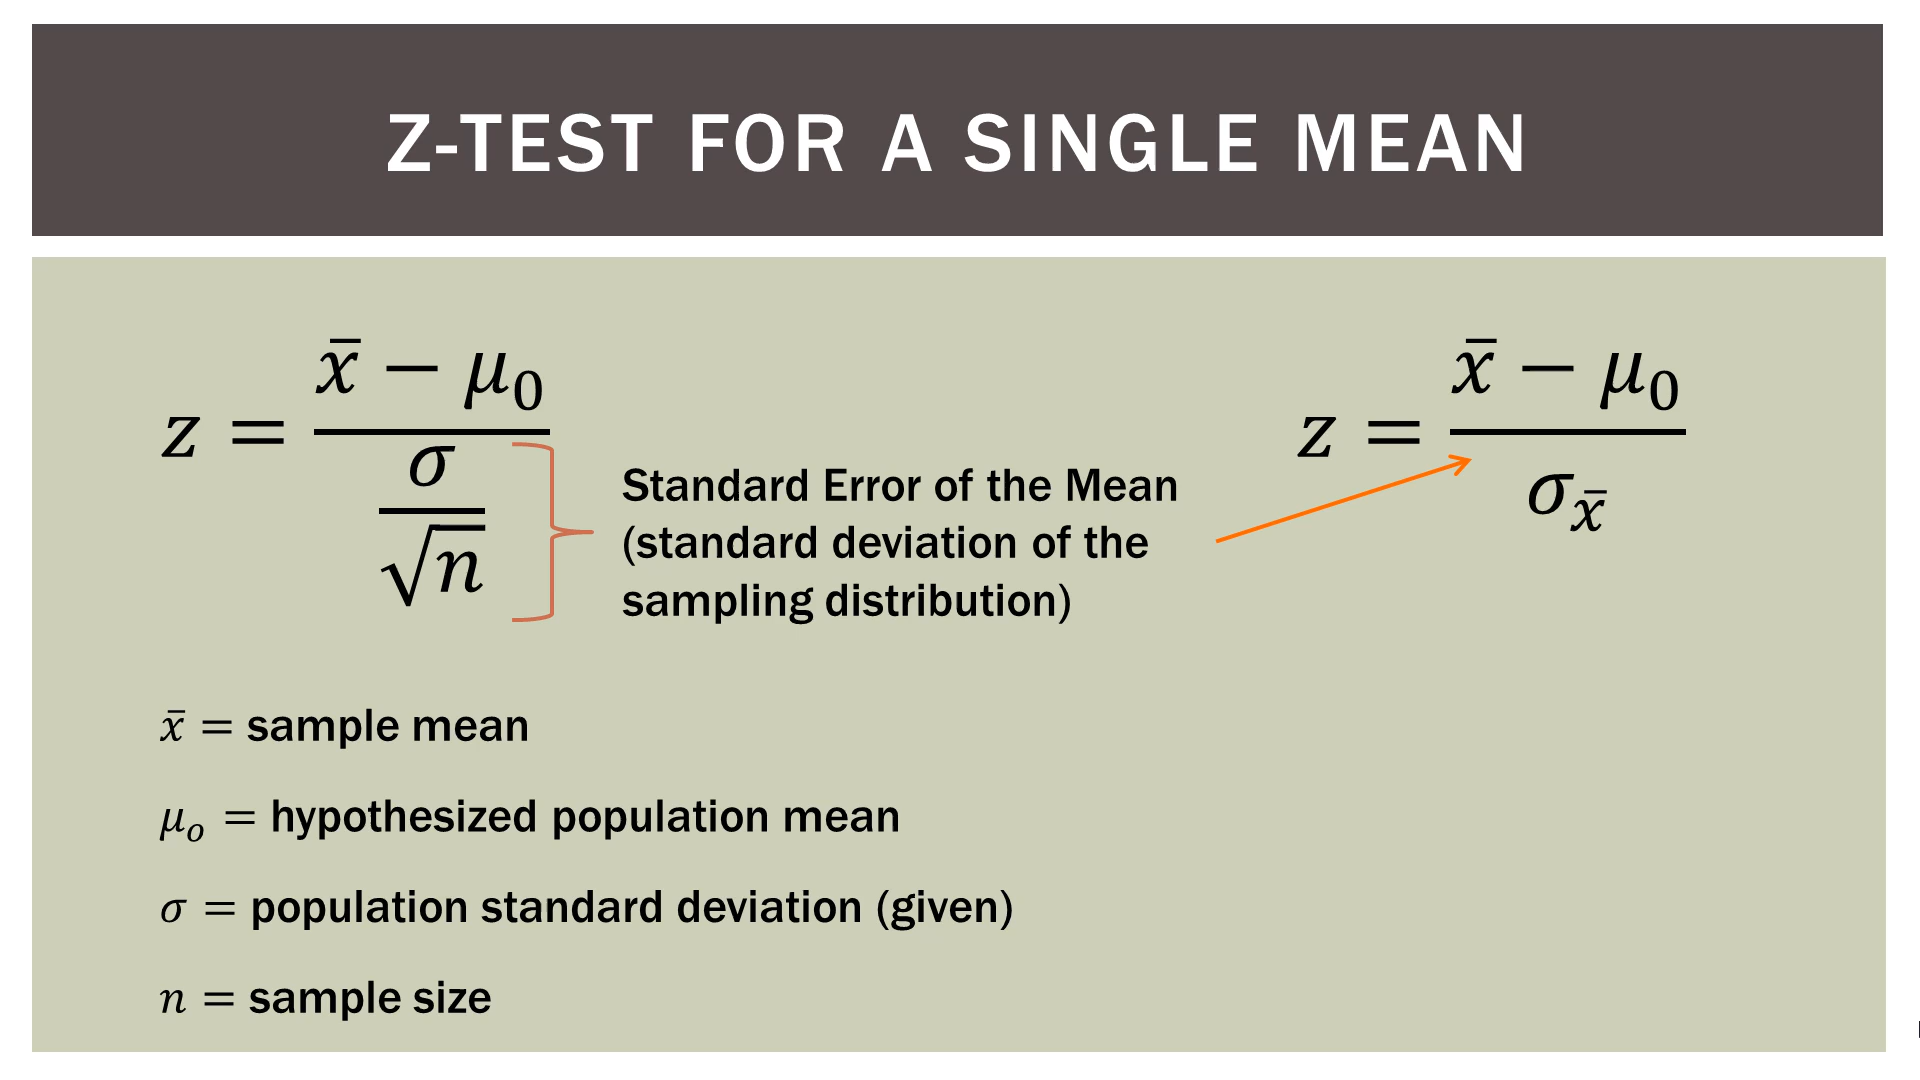 Z-TEST FOR A SINGLE MEAN
z = (x̄ − μ₀) / (σ / √n)
Standard Error of the Mean
(standard deviation of the
sampling distribution)
z = (x̄ − μ₀) / σ_x̄
x̄ = sample mean
μₒ = hypothesized population mean
σ = population standard deviation (given)
n = sample size